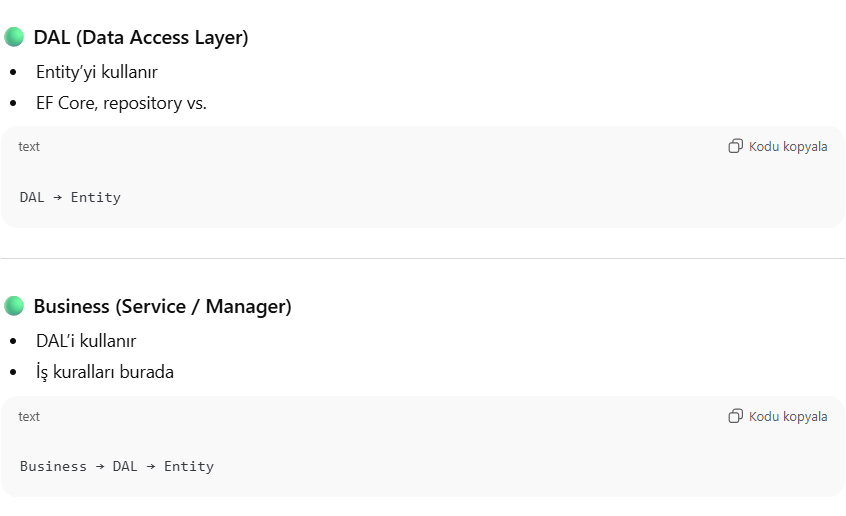 DAL (Data Access Layer)
Entity’yi kullanır
EF Core, repository vs.
text
Kodu kopyala
DAL → Entity
Business (Service / Manager)
DAL’i kullanır
İş kuralları burada
text
Kodu kopyala
Business → DAL → Entity